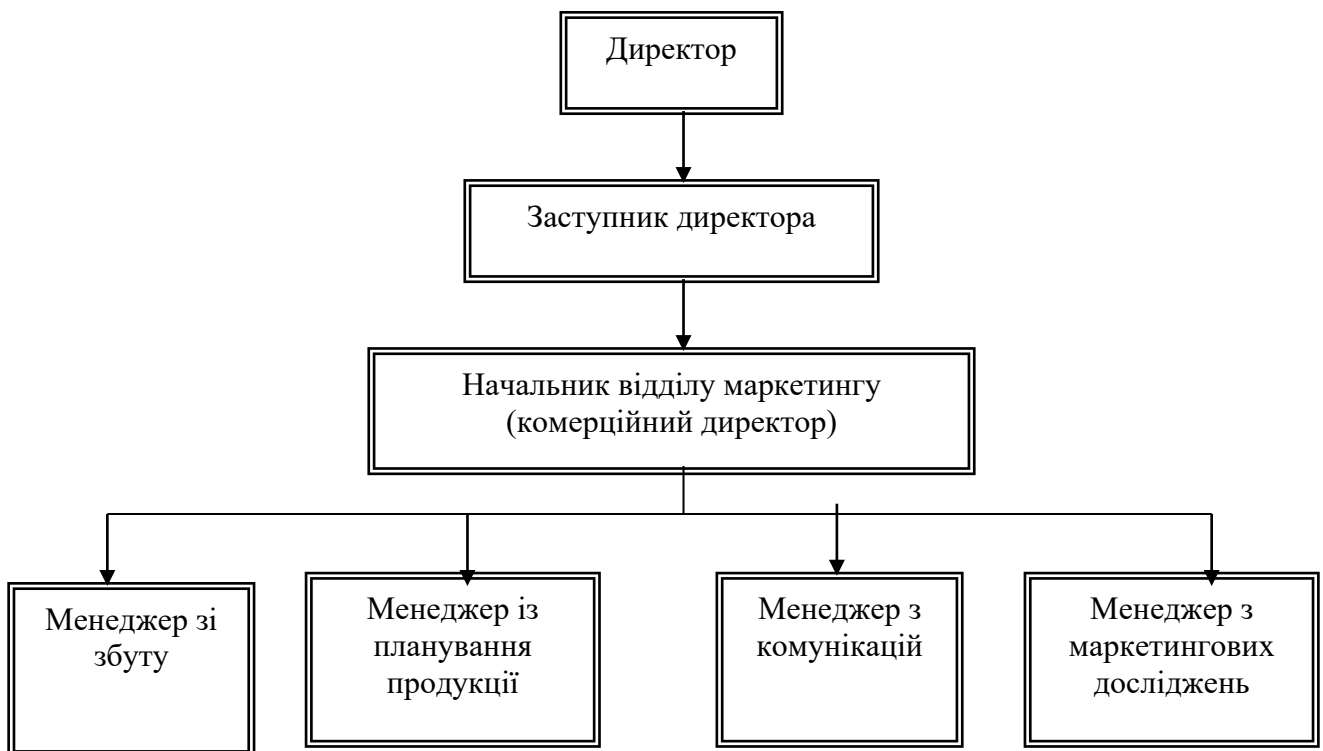 Директор
Заступник директора
Начальник відділу маркетингу
(комерційний директор)
Менеджер зі
збуту
Менеджер із
планування
продукції
Менеджер з
комунікацій
Менеджер з
маркетингових
досліджень